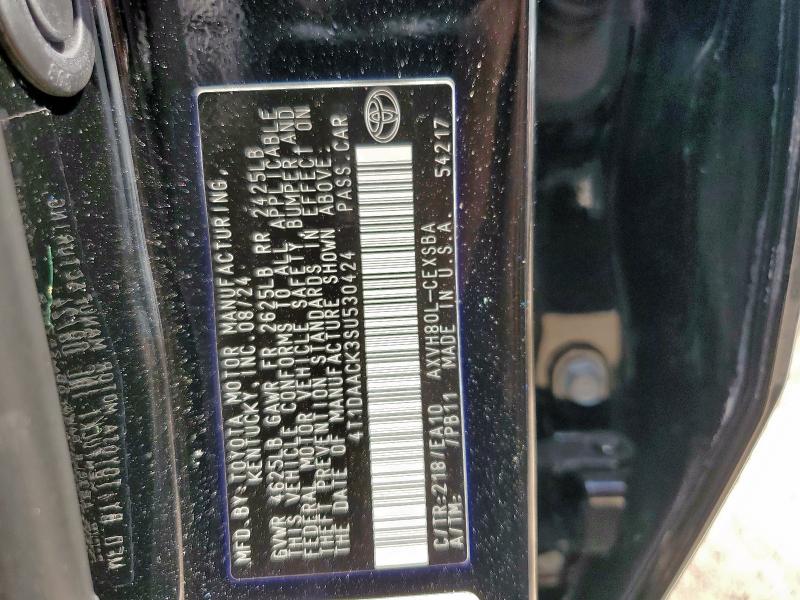 MFD.BY:TOYOTA MOTOR MANUFACTURING,
KENTUCKY, INC. 08/24
GVWR 4625LB GAWR FR 2625LB RR 2425LB
THIS VEHICLE CONFORMS TO ALL APPLICABLE
FEDERAL MOTOR VEHICLE SAFETY, BUMPER AND
THEFT PREVENTION STANDARDS IN EFFECT ON
THE DATE OF MANUFACTURE SHOWN ABOVE.
4T1DAACK3SU530424 PASS.CAR
C/TR:218/EA10 AXVH80L-CEXSBA
A/TM: /PB11 MADE IN U.S.A. 54217